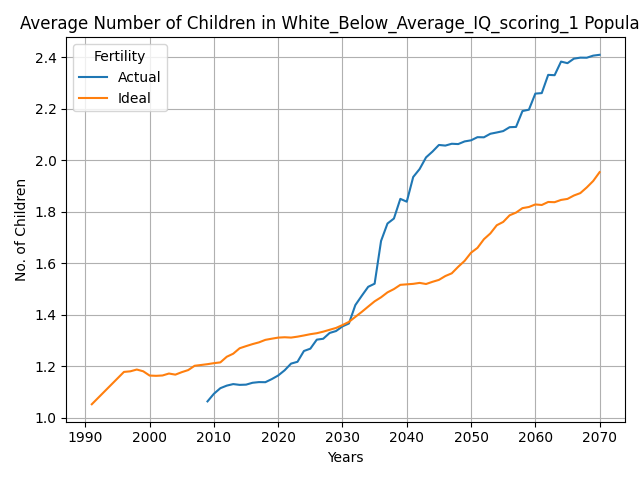 Average Number of Children in White_Below_Average_IQ_scoring_1 Popula
Fertility
Actual
Ideal
No. of Children
2.4
2.2
2.0
1.8
1.6
1.4
1.2
1.0
1990 2000 2010 2020 2030 2040 2050 2060 2070
Years